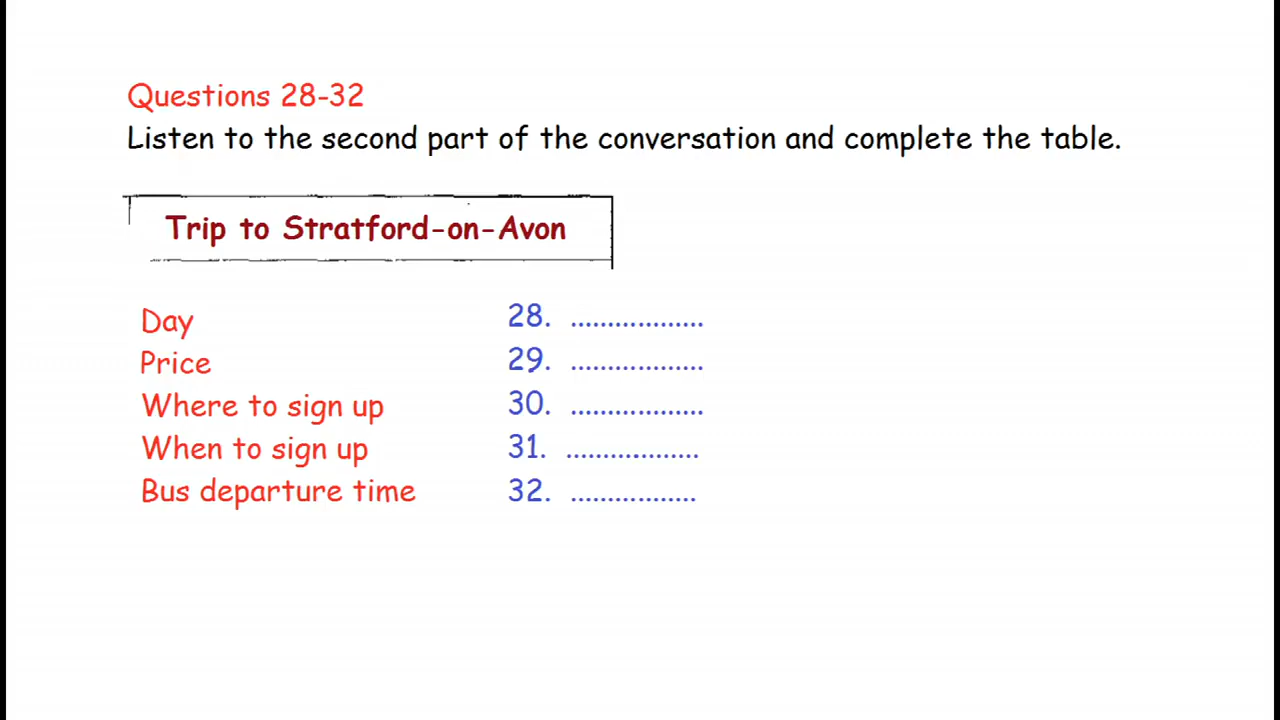 Questions 28-32
Listen to the second part of the conversation and complete the table.
Trip to Stratford-on-Avon
Day 28. ..................
Price 29. ..................
Where to sign up 30. ..................
When to sign up 31. ..................
Bus departure time 32. .................